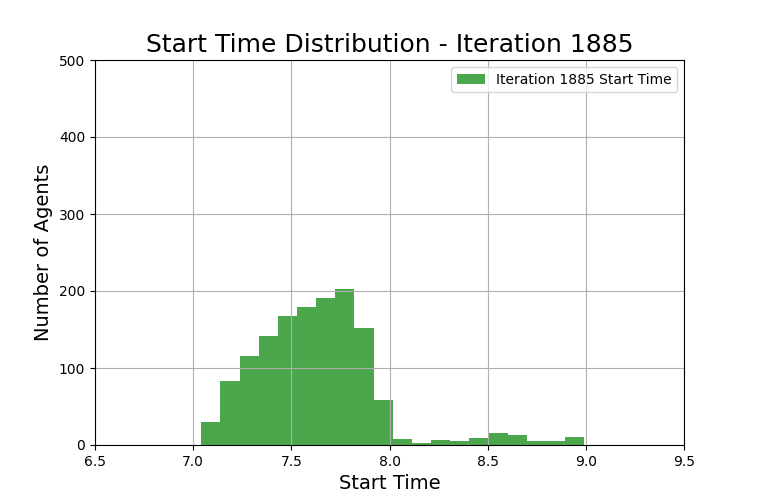 Start Time Distribution - Iteration 1885
Iteration 1885 Start Time
Number of Agents
500
400
300
200
100
0
6.5 7.0 7.5 8.0 8.5 9.0 9.5
Start Time